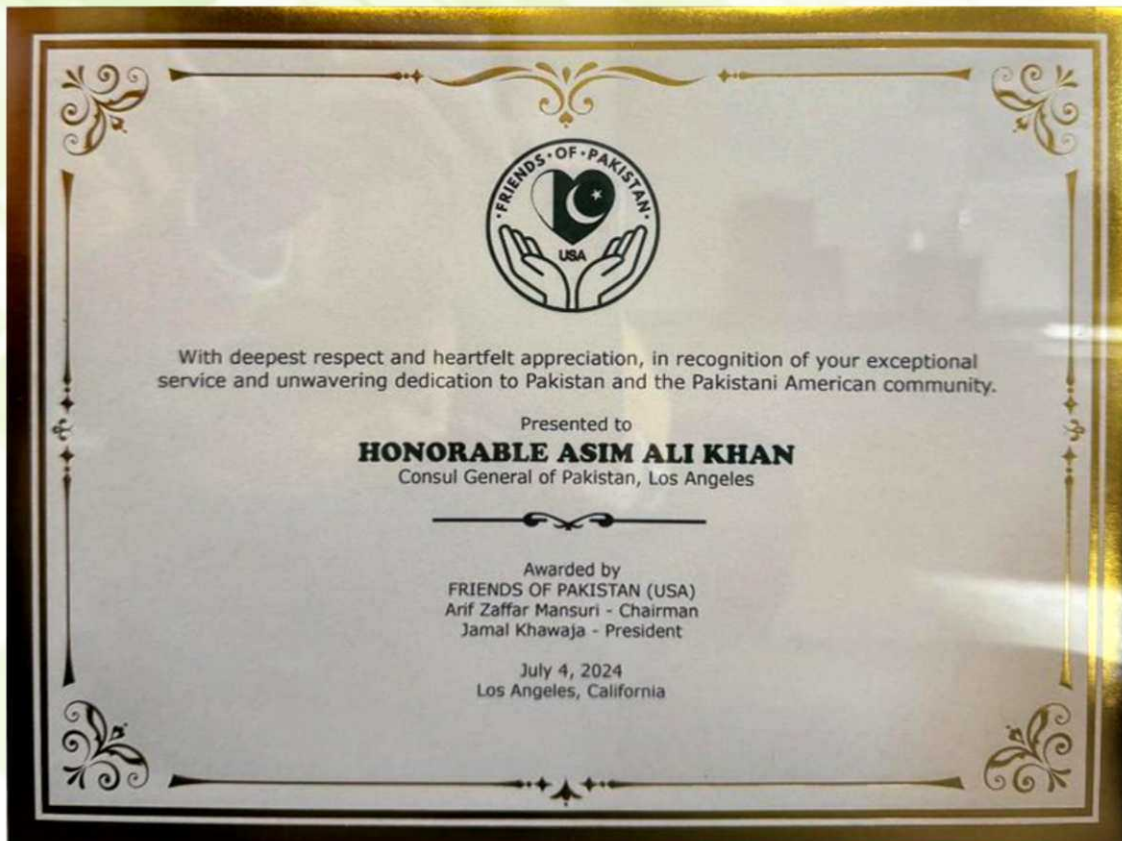 FRIENDS·OF·PAKISTAN
USA
With deepest respect and heartfelt appreciation, in recognition of your exceptional
service and unwavering dedication to Pakistan and the Pakistani American community.
Presented to
HONORABLE ASIM ALI KHAN
Consul General of Pakistan, Los Angeles
Awarded by
FRIENDS OF PAKISTAN (USA)
Arif Zaffar Mansuri - Chairman
Jamal Khawaja - President
July 4, 2024
Los Angeles, California